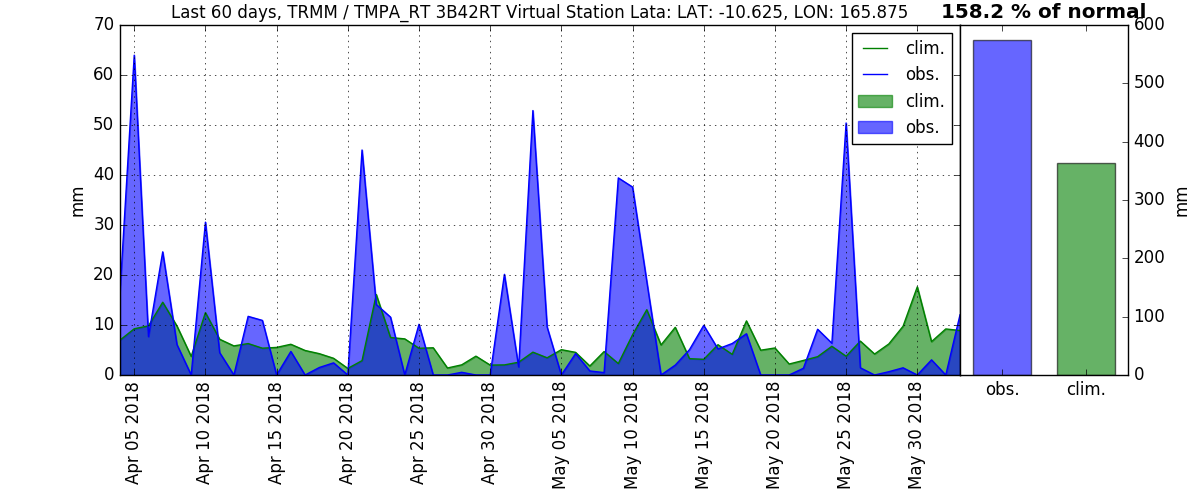 Last 60 days, TRMM / TMPA_RT 3B42RT Virtual Station Lata: LAT: -10.625, LON: 165.875
158.2 % of normal
70
60
50
40
30
20
10
0
mm
clim.
obs.
clim.
obs.
Apr 05 2018
Apr 10 2018
Apr 15 2018
Apr 20 2018
Apr 25 2018
Apr 30 2018
May 05 2018
May 10 2018
May 15 2018
May 20 2018
May 25 2018
May 30 2018
600
500
400
300
200
100
0
mm
obs.
clim.